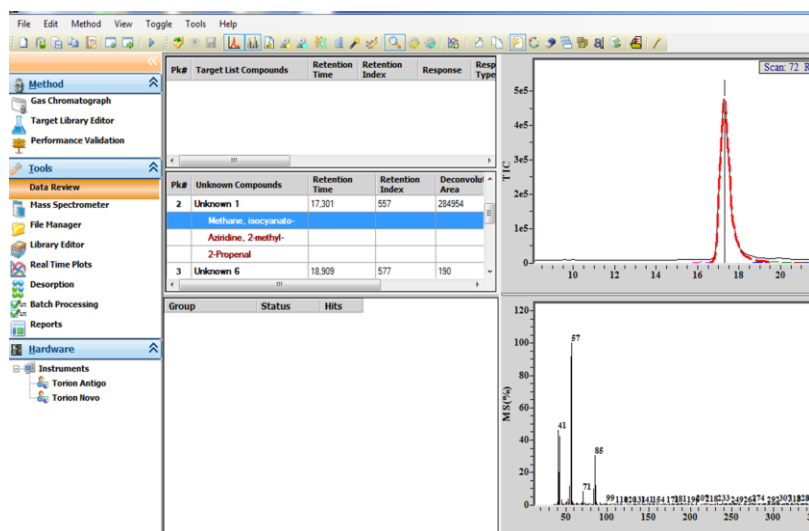 File Edit Method View Toggle Tools Help
Method
Gas Chromatograph
Target Library Editor
Performance Validation
Tools
Data Review
Mass Spectrometer
File Manager
Library Editor
Real Time Plots
Desorption
Batch Processing
Reports
Hardware
Instruments
Torion Antigo
Torion Novo
Pk# Target List Compounds Retention Time Retention Index Response Resp Type
Pk# Unknown Compounds Retention Time Retention Index Deconvolut Area
2 Unknown 1 17,301 557 284954
Methane, isocyanato-
Aziridine, 2-methyl-
2-Propenal
3 Unknown 6 18,909 577 190
Group Status Hits
Scan: 72 R
TIC
5e5
4e5
3e5
2e5
1e5
0
10 12 14 16 18 20
MS(%)
120
100
80
60
40
20
0
57
41
85
71
99
50 100 150 200 250 300